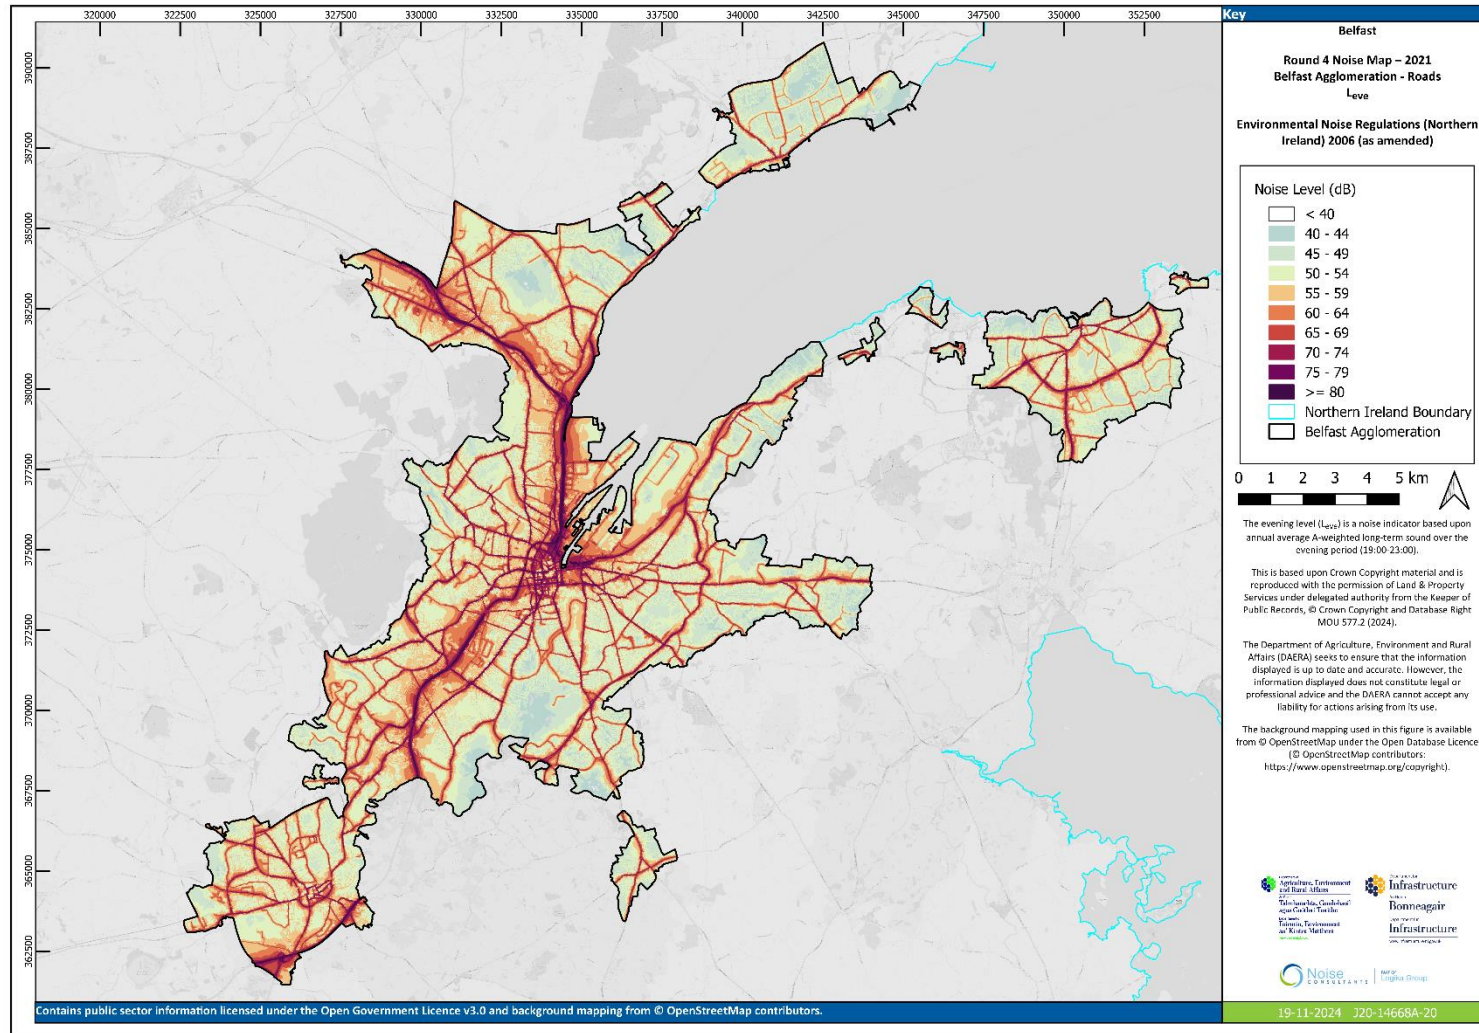 320000 322500 325000 327500 330000 332500 335000 337500 340000 342500 345000 347500 350000 352500
390000
387500
385000
382500
380000
377500
375000
372500
370000
367500
365000
362500
Key
Belfast
Round 4 Noise Map – 2021
Belfast Agglomeration - Roads
Leve
Environmental Noise Regulations (Northern
Ireland) 2006 (as amended)
Noise Level (dB)
< 40
40 - 44
45 - 49
50 - 54
55 - 59
60 - 64
65 - 69
70 - 74
75 - 79
>= 80
Northern Ireland Boundary
Belfast Agglomeration
0 1 2 3 4 5 km
The evening level (Leve) is a noise indicator based upon
annual average A-weighted long-term sound over the
evening period (19:00-23:00).
This is based upon Crown Copyright material and is
reproduced with the permission of Land & Property
Services under delegated authority from the Keeper of
Public Records, © Crown Copyright and Database Right
MOU 577.2 (2024).
The Department of Agriculture, Environment and Rural
Affairs (DAERA) seeks to ensure that the information
displayed is up to date and accurate. However, the
information displayed does not constitute legal or
professional advice and the DAERA cannot accept any
liability for actions arising from its use.
The background mapping used in this figure is available
from © OpenStreetMap under the Open Database Licence
(© OpenStreetMap contributors:
https://www.openstreetmap.org/copyright).
Agriculture, Environment
and Rural Affairs
Infrastructure
Bonneagair
Infrastructure
Noise
CONSULTANTS
PART OF
Logika Group
Contains public sector information licensed under the Open Government Licence v3.0 and background mapping from © OpenStreetMap contributors.
19-11-2024 J20-14668A-20